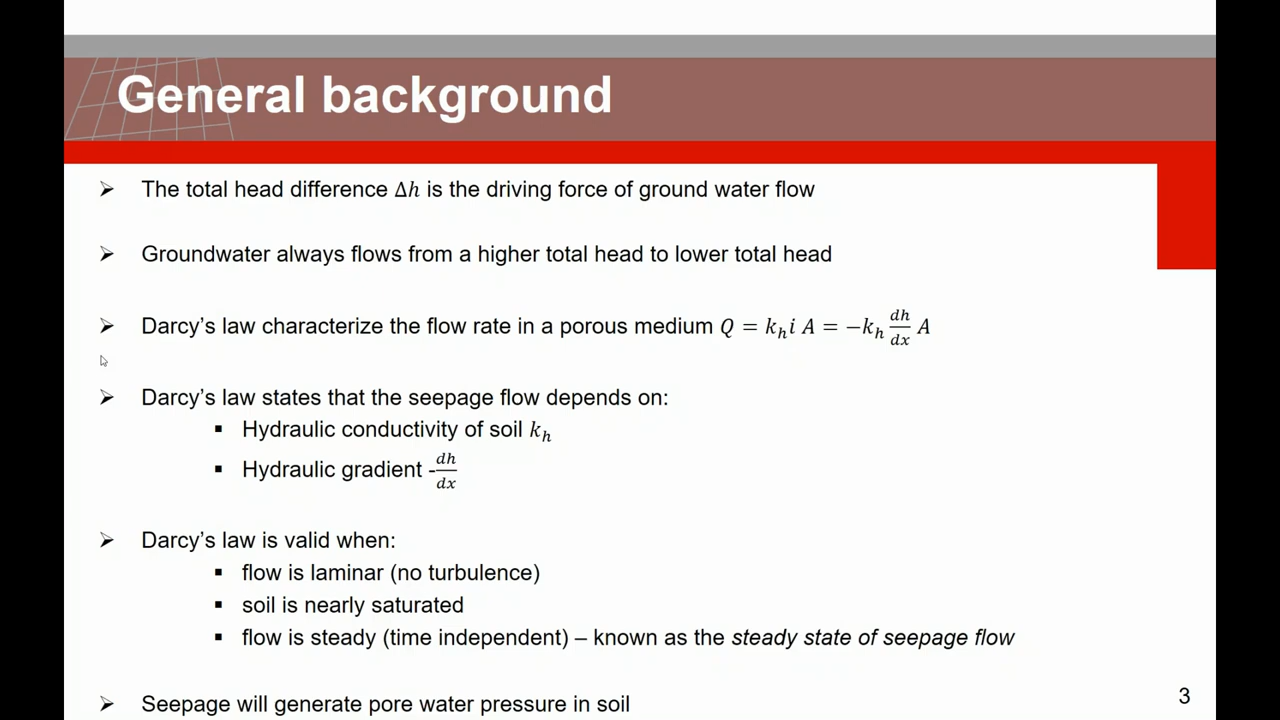 General background
➢ The total head difference Δℎ is the driving force of ground water flow
➢ Groundwater always flows from a higher total head to lower total head
➢ Darcy’s law characterize the flow rate in a porous medium 𝑄 = 𝑘ₕ𝑖 𝐴 = −𝑘ₕ 𝑑ℎ/𝑑𝑥 𝐴
➢ Darcy’s law states that the seepage flow depends on:
▪ Hydraulic conductivity of soil 𝑘ₕ
▪ Hydraulic gradient -𝑑ℎ/𝑑𝑥
➢ Darcy’s law is valid when:
▪ flow is laminar (no turbulence)
▪ soil is nearly saturated
▪ flow is steady (time independent) – known as the steady state of seepage flow
➢ Seepage will generate pore water pressure in soil
3